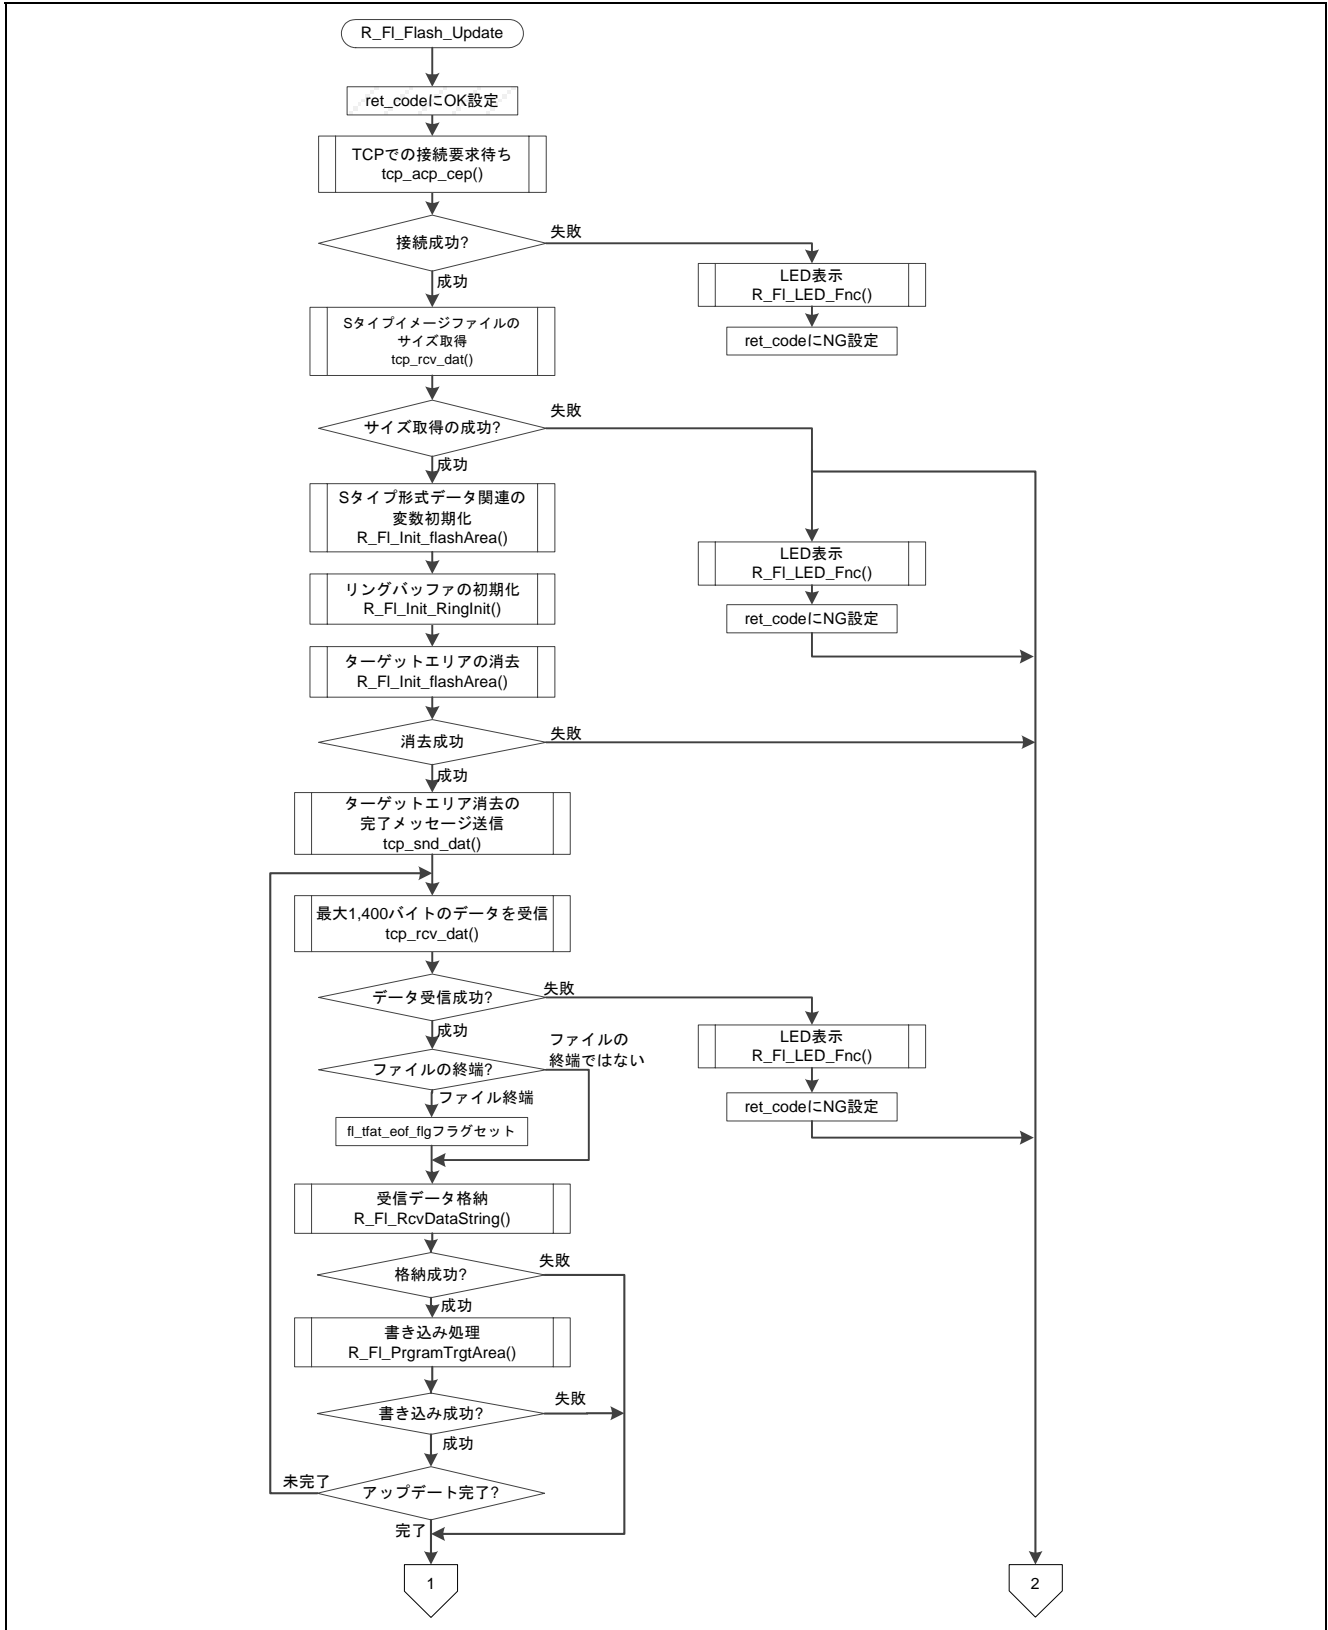 R_Fl_Flash_Update
ret_codeにOK設定
TCPでの接続要求待ち
tcp_acp_cep()
接続成功?
失敗
成功
LED表示
R_Fl_LED_Fnc()
ret_codeにNG設定
Sタイプイメージファイルの
サイズ取得
tcp_rcv_dat()
サイズ取得の成功?
失敗
成功
Sタイプ形式データ関連の
変数初期化
R_Fl_Init_flashArea()
LED表示
R_Fl_LED_Fnc()
ret_codeにNG設定
リングバッファの初期化
R_Fl_Init_RingInit()
ターゲットエリアの消去
R_Fl_Init_flashArea()
消去成功
失敗
成功
ターゲットエリア消去の
完了メッセージ送信
tcp_snd_dat()
最大1,400バイトのデータを受信
tcp_rcv_dat()
データ受信成功?
失敗
成功
LED表示
R_Fl_LED_Fnc()
ret_codeにNG設定
ファイルの終端?
ファイルの
終端ではない
ファイル終端
fl_tfat_eof_flgフラグセット
受信データ格納
R_Fl_RcvDataString()
格納成功?
失敗
成功
書き込み処理
R_Fl_PrgramTrgtArea()
書き込み成功?
失敗
成功
アップデート完了?
未完了
完了
1
2